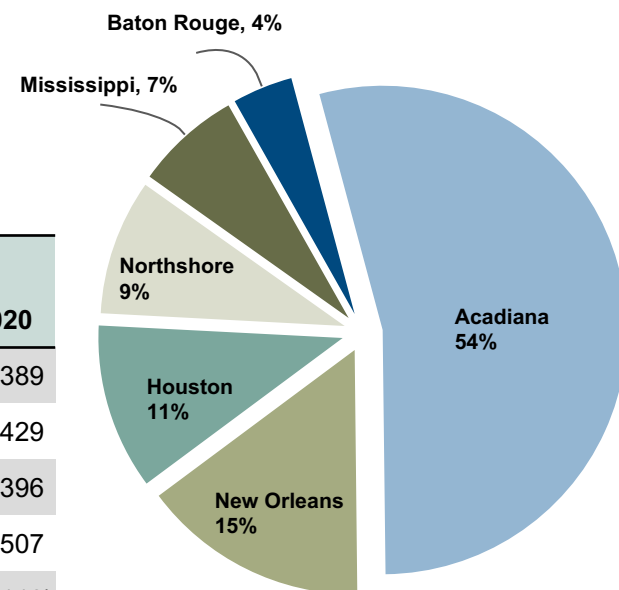 Baton Rouge, 4%
Mississippi, 7%
Northshore
9%
Acadiana
54%
Houston
11%
New Orleans
15%
020
389
429
396
507